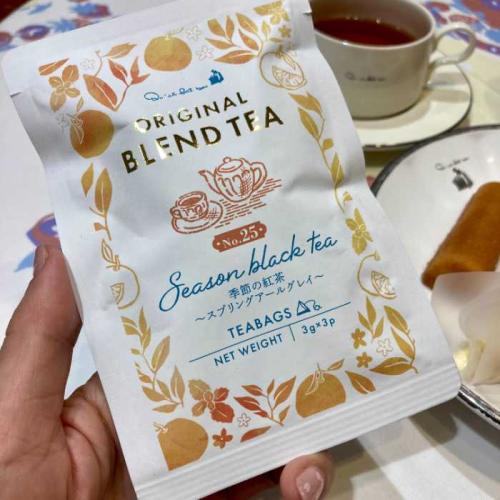 ORIGINAL
BLEND TEA
No.25
Season black tea
季節の紅茶
～スプリングアールグレイ～
TEABAGS
NET WEIGHT 3g×3p